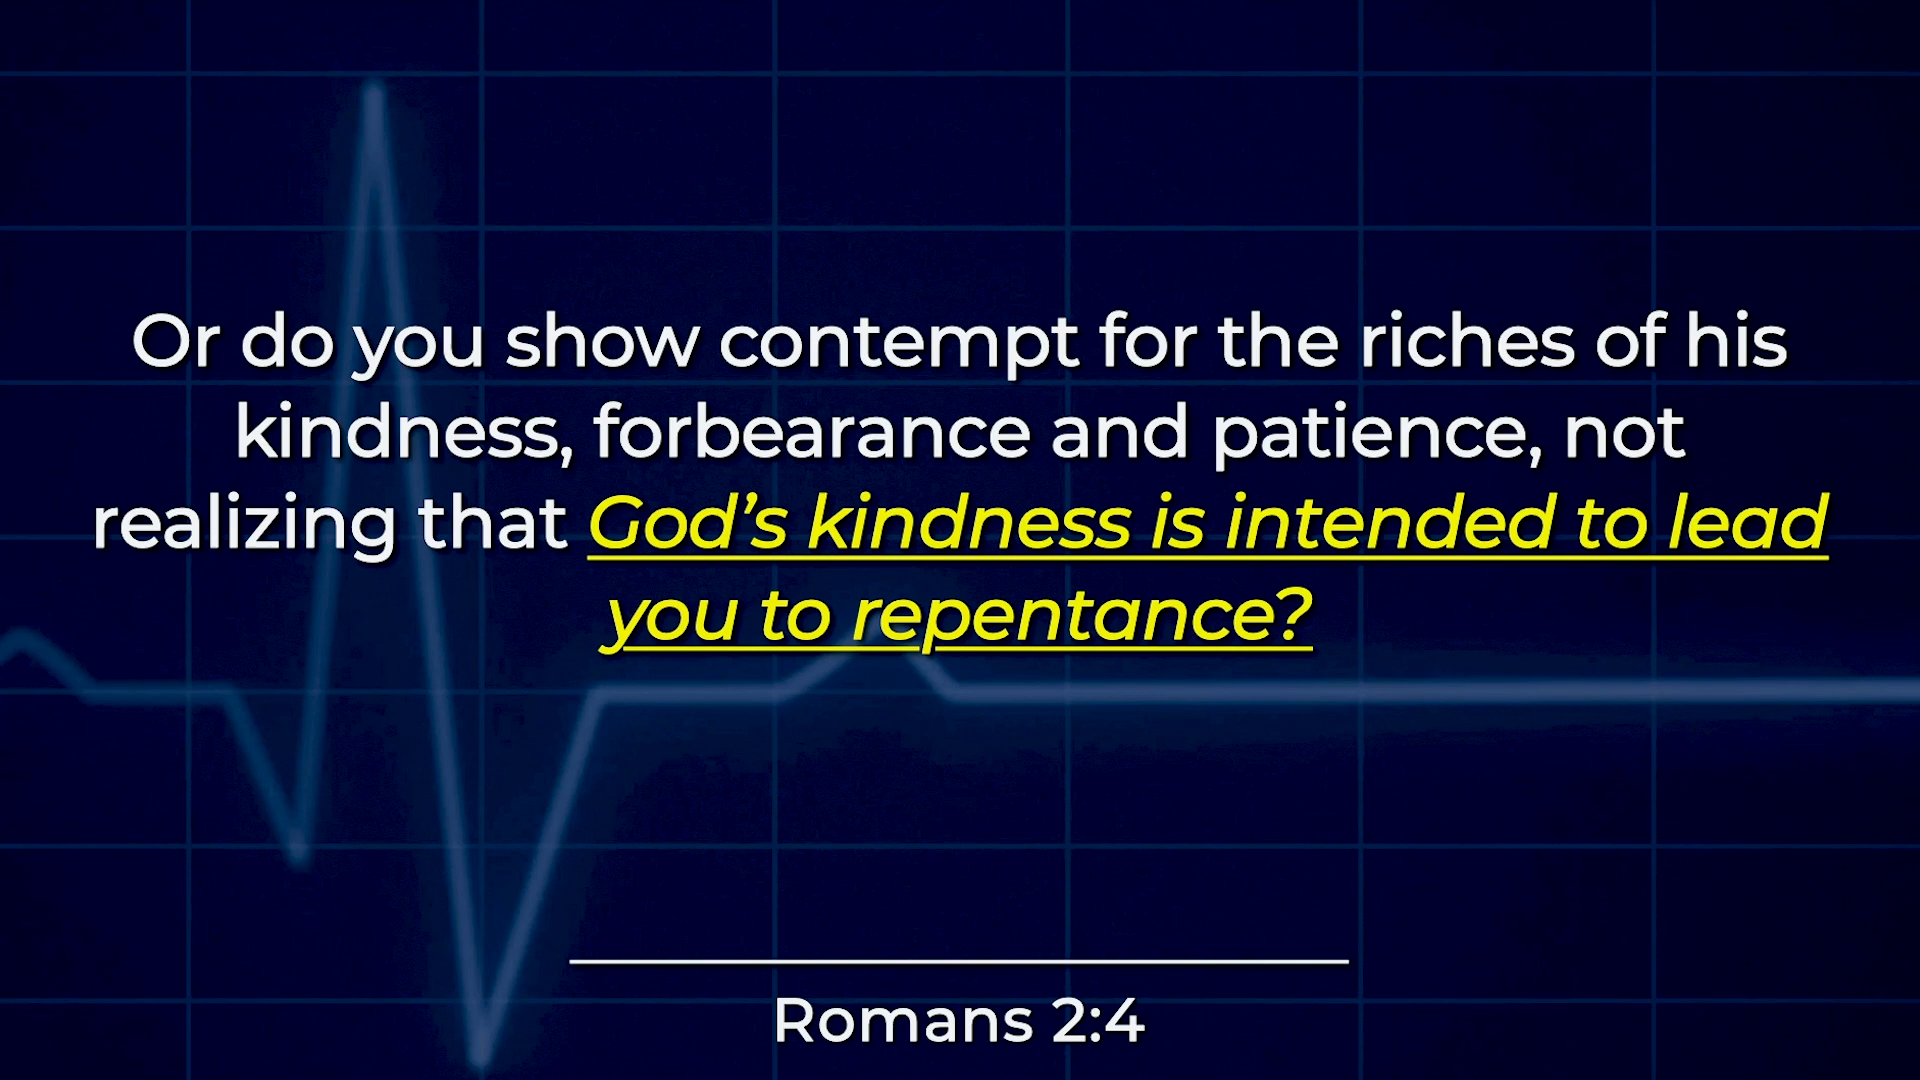 Or do you show contempt for the riches of his
kindness, forbearance and patience, not
realizing that God’s kindness is intended to lead
you to repentance?
Romans 2:4